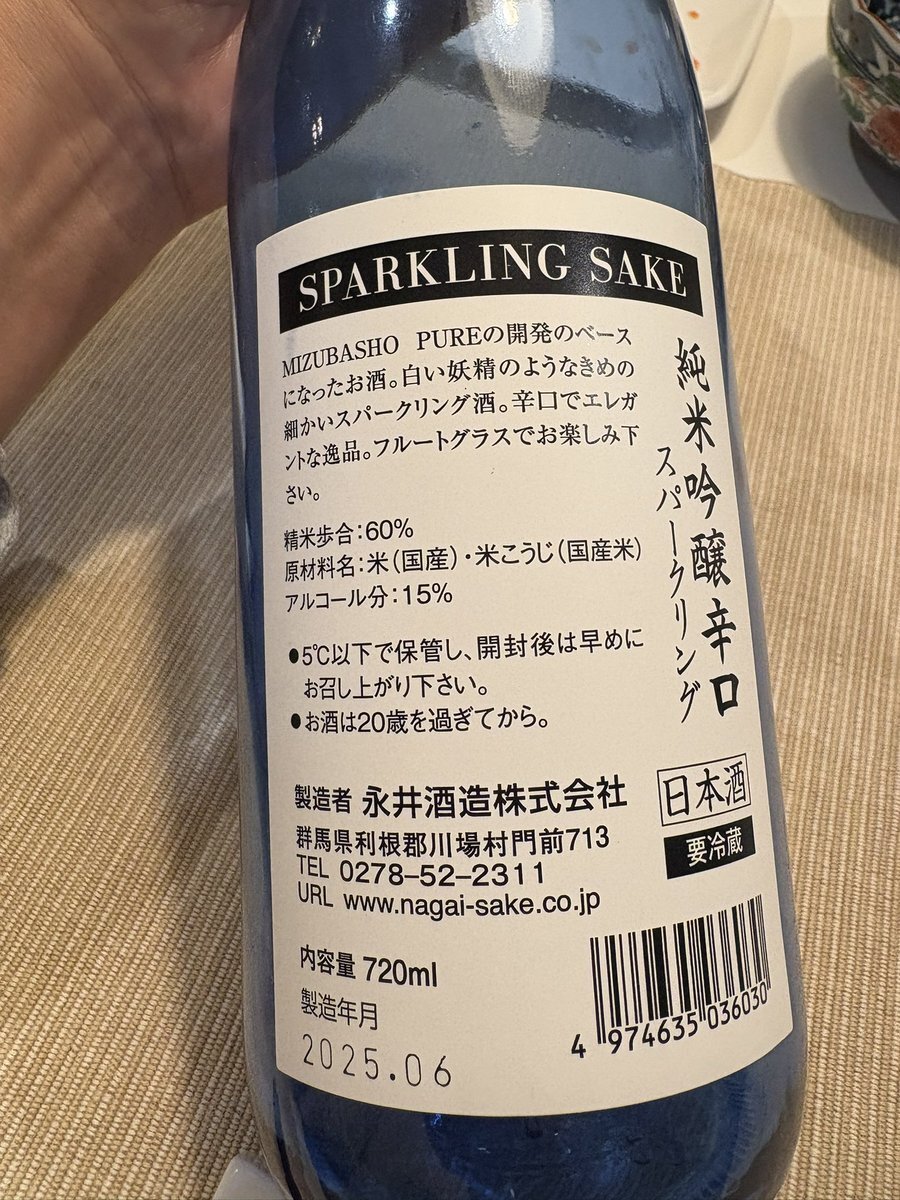 SPARKLING SAKE
純米吟醸辛口
スパークリング
MIZUBASHO PUREの開発のベース
になったお酒。白い妖精のようなきめの
細かいスパークリング酒。辛口でエレガ
ントな逸品。フルートグラスでお楽しみ下
さい。
精米歩合：60%
原材料名：米（国産）・米こうじ（国産米）
アルコール分：15%
●5℃以下で保管し、開封後は早めに
お召し上がり下さい。
●お酒は20歳を過ぎてから。
製造者 永井酒造株式会社
群馬県利根郡川場村門前713
TEL 0278-52-2311
URL www.nagai-sake.co.jp
日本酒
要冷蔵
内容量 720ml
製造年月
2025.06
4 974635 036030